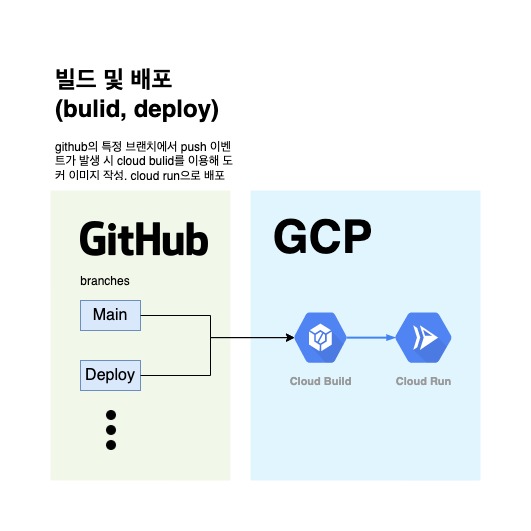 빌드 및 배포
(bulid, deploy)
github의 특정 브랜치에서 push 이벤
트가 발생 시 cloud bulid를 이용해 도
커 이미지 작성. cloud run으로 배포
GitHub
GCP
branches
Main
Deploy
Cloud Build
Cloud Run